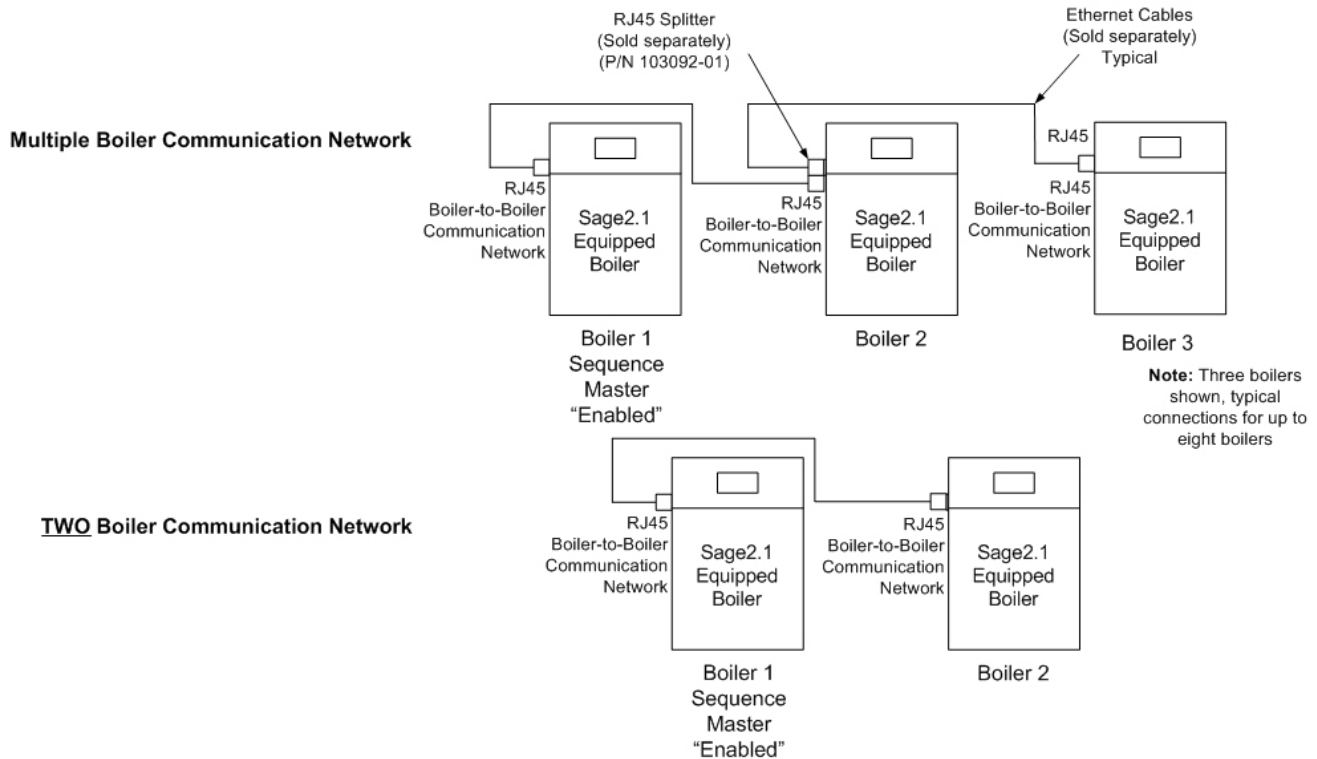 RJ45 Splitter
(Sold separately)
(P/N 103092-01)
Ethernet Cables
(Sold separately)
Typical
Multiple Boiler Communication Network
RJ45
Boiler-to-Boiler
Communication
Network
Sage2.1
Equipped
Boiler
Boiler 1
Sequence
Master
“Enabled”
RJ45
Boiler-to-Boiler
Communication
Network
Sage2.1
Equipped
Boiler
Boiler 2
RJ45
RJ45
Boiler-to-Boiler
Communication
Network
Sage2.1
Equipped
Boiler
Boiler 3
Note: Three boilers
shown, typical
connections for up to
eight boilers
TWO Boiler Communication Network
RJ45
Boiler-to-Boiler
Communication
Network
Sage2.1
Equipped
Boiler
Boiler 1
Sequence
Master
“Enabled”
RJ45
Boiler-to-Boiler
Communication
Network
Sage2.1
Equipped
Boiler
Boiler 2